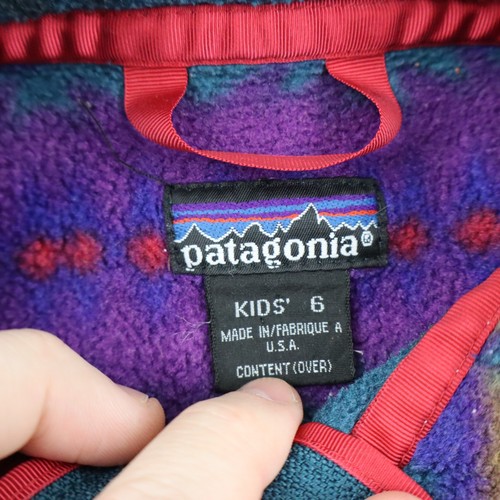 patagonia®
KIDS' 6
MADE IN/FABRIQUE A
U.S.A.
CONTENT (OVER)